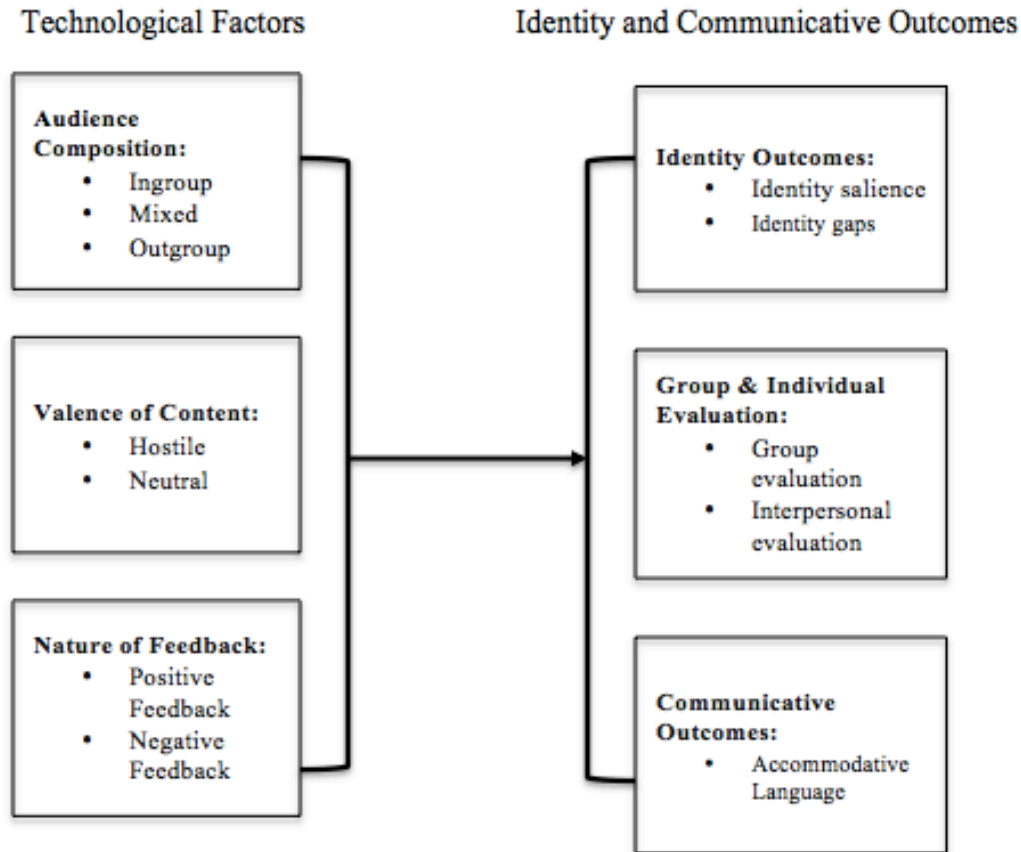 Technological Factors
Audience
Composition:
• Ingroup
• Mixed
• Outgroup
Valence of Content:
• Hostile
• Neutral
Nature of Feedback:
• Positive
Feedback
• Negative
Feedback
Identity and Communicative Outcomes
Identity Outcomes:
• Identity salience
• Identity gaps
Group & Individual
Evaluation:
• Group
evaluation
• Interpersonal
evaluation
Communicative
Outcomes:
• Accommodative
Language